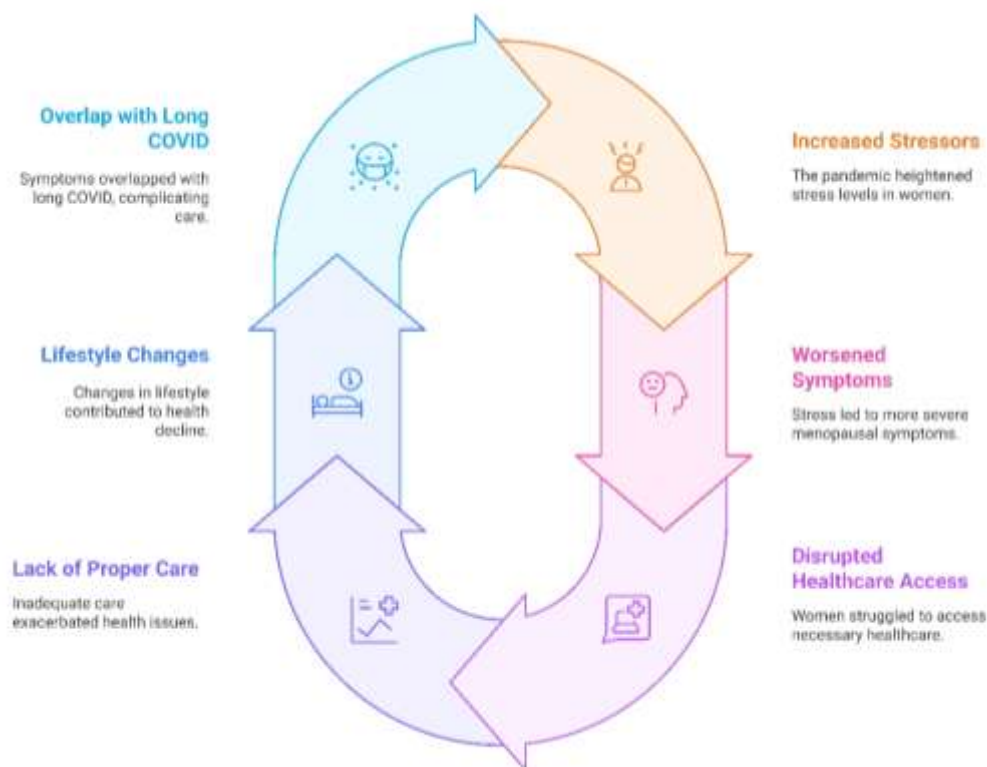 Overlap with Long
COVID
Symptoms overlapped with
long COVID, complicating
care.
Increased Stressors
The pandemic heightened
stress levels in women.
Lifestyle Changes
Changes in lifestyle
contributed to health
decline.
Worsened
Symptoms
Stress led to more severe
menopausal symptoms.
Lack of Proper Care
Inadequate care
exacerbated health issues.
Disrupted
Healthcare Access
Women struggled to access
necessary healthcare.